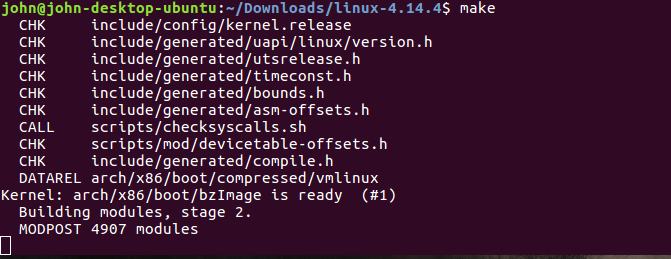 john@john-desktop-ubuntu:~/Downloads/linux-4.14.4$ make
CHK include/config/kernel.release
CHK include/generated/uapi/linux/version.h
CHK include/generated/utsrelease.h
CHK include/generated/timeconst.h
CHK include/generated/bounds.h
CHK include/generated/asm-offsets.h
CALL scripts/checksyscalls.sh
CHK scripts/mod/devicetable-offsets.h
CHK include/generated/compile.h
DATAREL arch/x86/boot/compressed/vmlinux
Kernel: arch/x86/boot/bzImage is ready (#1)
Building modules, stage 2.
MODPOST 4907 modules